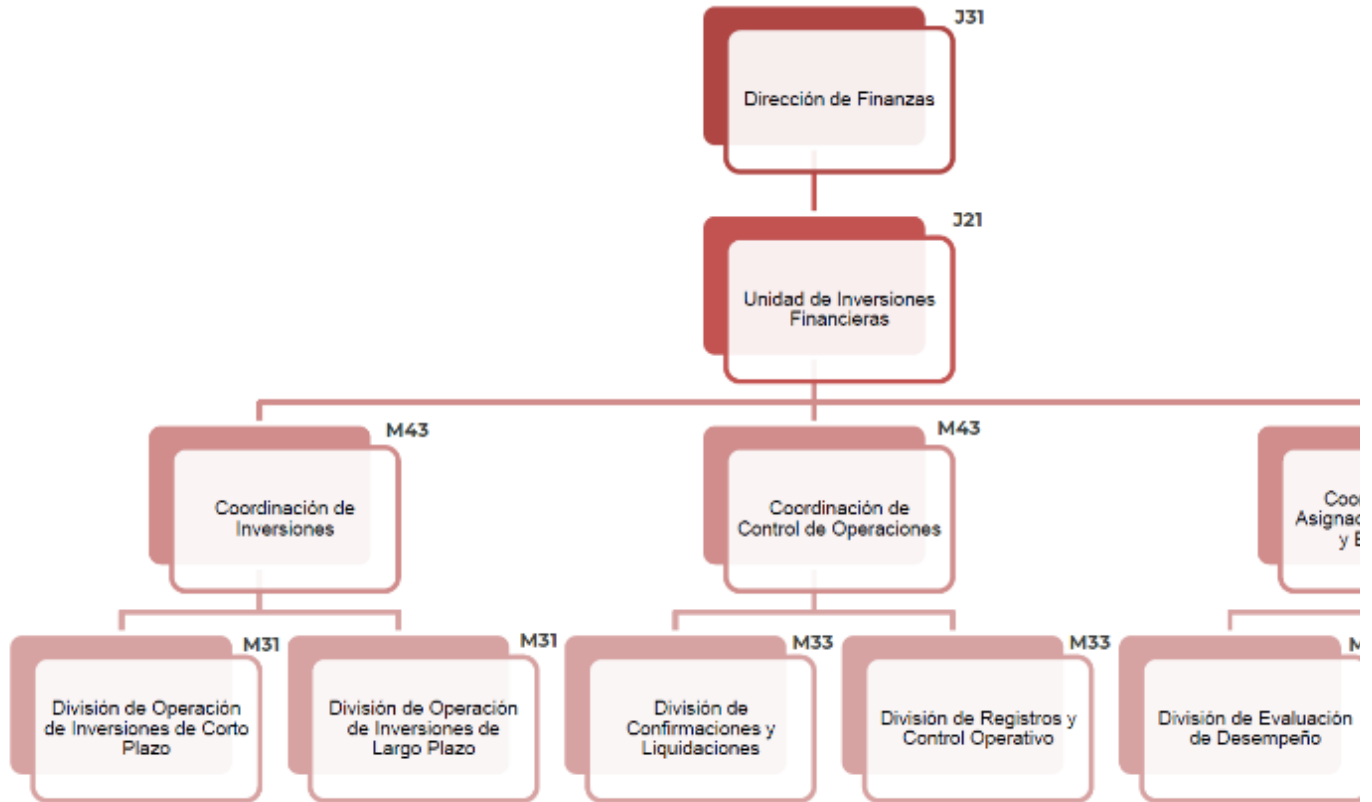 J31
Dirección de Finanzas
J21
Unidad de Inversiones
Financieras
M43
Coordinación de
Inversiones
M43
Coordinación de
Control de Operaciones
y
M31
División de Operación
de Inversiones de Corto
Plazo
M31
División de Operación
de Inversiones de
Largo Plazo
M33
División de
Confirmaciones y
Liquidaciones
M33
División de Registros y
Control Operativo
División de Evaluación
de Desempeño